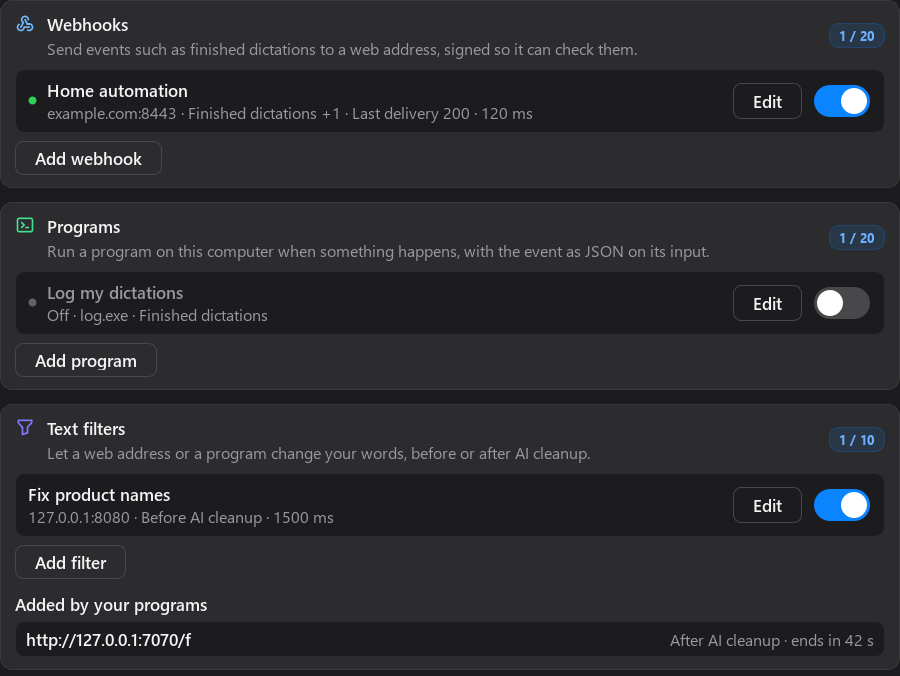 Webhooks
Send events such as finished dictations to a web address, signed so it can check them.
1 / 20
Home automation
example.com:8443 · Finished dictations +1 · Last delivery 200 · 120 ms
Edit
Add webhook
Programs
Run a program on this computer when something happens, with the event as JSON on its input.
1 / 20
Log my dictations
Off · log.exe · Finished dictations
Edit
Add program
Text filters
Let a web address or a program change your words, before or after AI cleanup.
1 / 10
Fix product names
127.0.0.1:8080 · Before AI cleanup · 1500 ms
Edit
Add filter
Added by your programs
http://127.0.0.1:7070/f
After AI cleanup · ends in 42 s